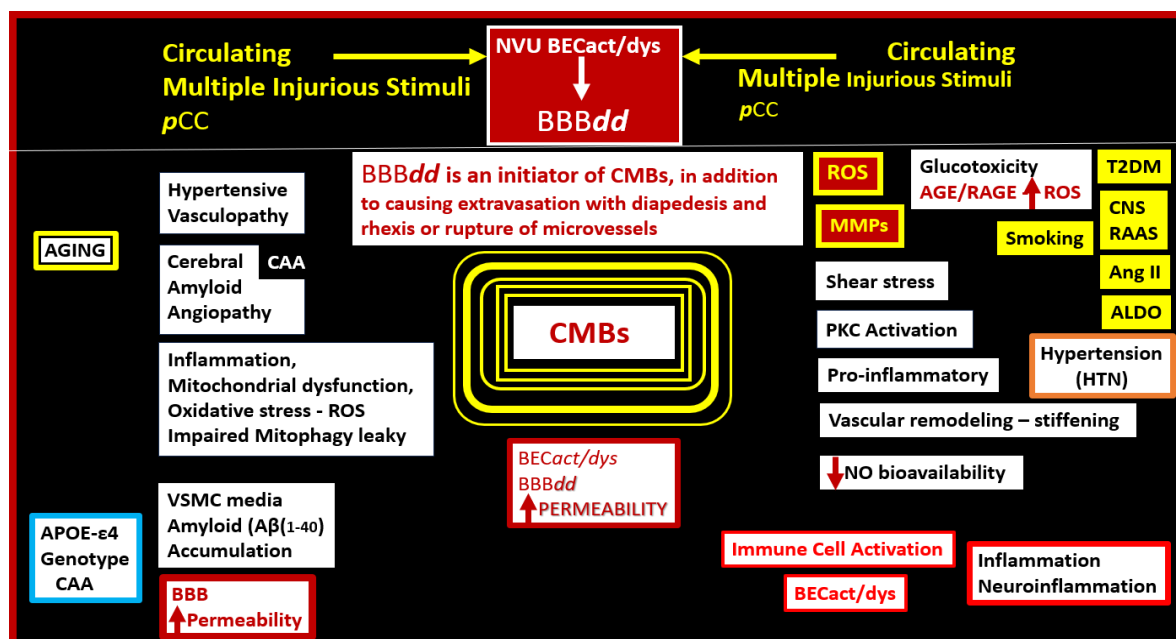 Circulating
Multiple Injurious Stimuli
pCC
NVU BECact/dys
BBBdd
Circulating
Multiple Injurious Stimuli
pCC
BBBdd is an initiator of CMBs, in addition
to causing extravasation with diapedesis and
rhexis or rupture of microvessels
AGING
Hypertensive
Vasculopathy
Cerebral CAA
Amyloid
Angiopathy
Inflammation,
Mitochondrial dysfunction,
Oxidative stress - ROS
Impaired Mitophagy leaky
VSMC media
Amyloid (Aβ(1-40)
Accumulation
APOE-ε4
Genotype
CAA
BBB
Permeability
CMBs
BECact/dys
BBBdd
PERMEABILITY
ROS
MMPs
Glucotoxicity
AGE/RAGE ROS
T2DM
CNS
RAAS
Smoking
Ang II
ALDO
Shear stress
PKC Activation
Hypertension
(HTN)
Pro-inflammatory
Vascular remodeling – stiffening
NO bioavailability
Immune Cell Activation
BECact/dys
Inflammation
Neuroinflammation